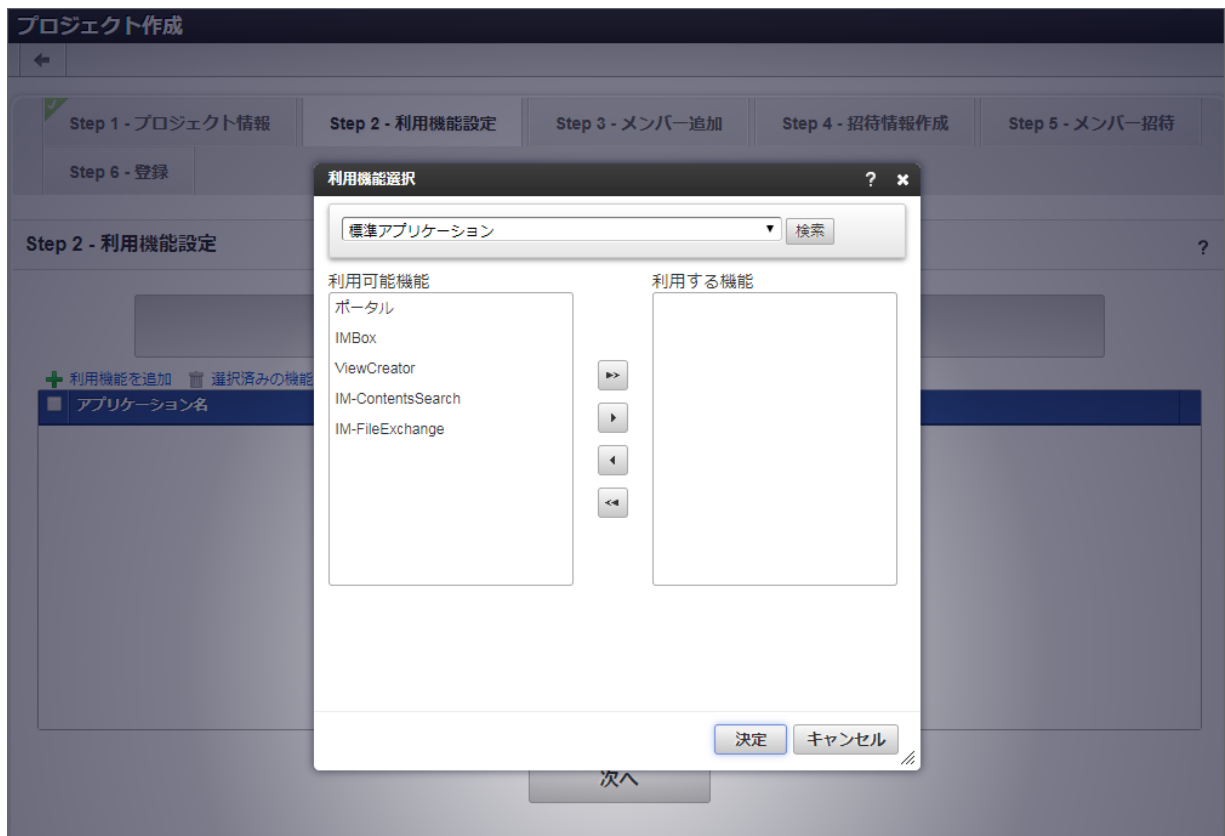 プロジェクト作成
Step 1 - プロジェクト情報
Step 2 - 利用機能設定
Step 3 - メンバー追加
Step 4 - 招待情報作成
Step 5 - メンバー招待
Step 6 - 登録
Step 2 - 利用機能設定
?
利用機能を追加
選択済みの機能
アプリケーション名
利用機能選択
?
標準アプリケーション
検索
利用可能機能
利用する機能
ポータル
IMBox
ViewCreator
IM-ContentsSearch
IM-FileExchange
決定
キャンセル
次へ